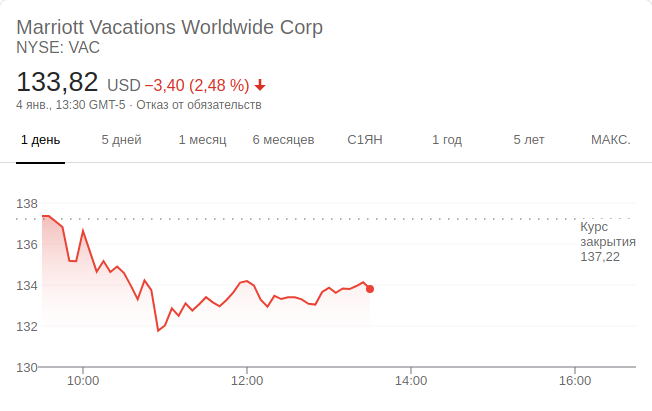 Marriott Vacations Worldwide Corp
NYSE: VAC
133,82 USD −3,40 (2,48 %)
4 янв., 13:30 GMT-5 · Отказ от обязательств
1 день 5 дней 1 месяц 6 месяцев С1ЯН 1 год 5 лет МАКС.
138
Курс
закрытия
137,22
136
134
132
130
10:00 12:00 14:00 16:00